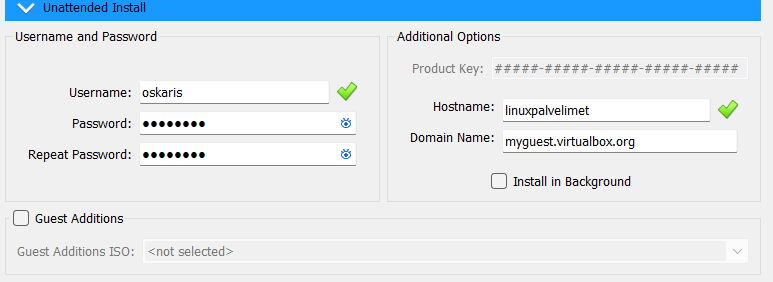 Unattended Install
Username and Password
Username: oskaris
Password: ●●●●●●●●
Repeat Password: ●●●●●●●●
Additional Options
Product Key: #####-#####-#####-#####-#####
Hostname: linuxpalvelimet
Domain Name: myguest.virtualbox.org
Install in Background
Guest Additions
Guest Additions ISO: <not selected>